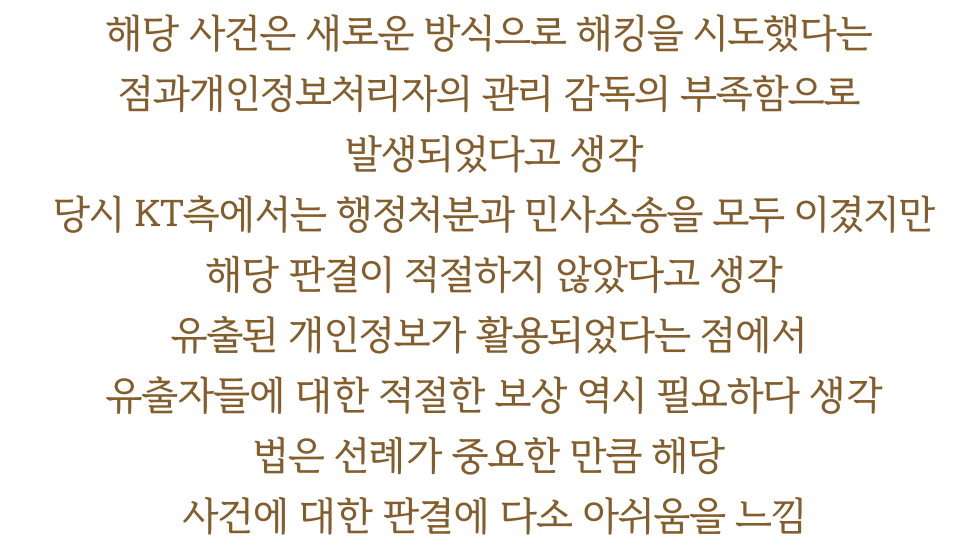 해당 사건은 새로운 방식으로 해킹을 시도했다는
점과개인정보처리자의 관리 감독의 부족함으로
발생되었다고 생각
당시 KT측에서는 행정처분과 민사소송을 모두 이겼지만
해당 판결이 적절하지 않았다고 생각
유출된 개인정보가 활용되었다는 점에서
유출자들에 대한 적절한 보상 역시 필요하다 생각
법은 선례가 중요한 만큼 해당
사건에 대한 판결에 다소 아쉬움을 느낌